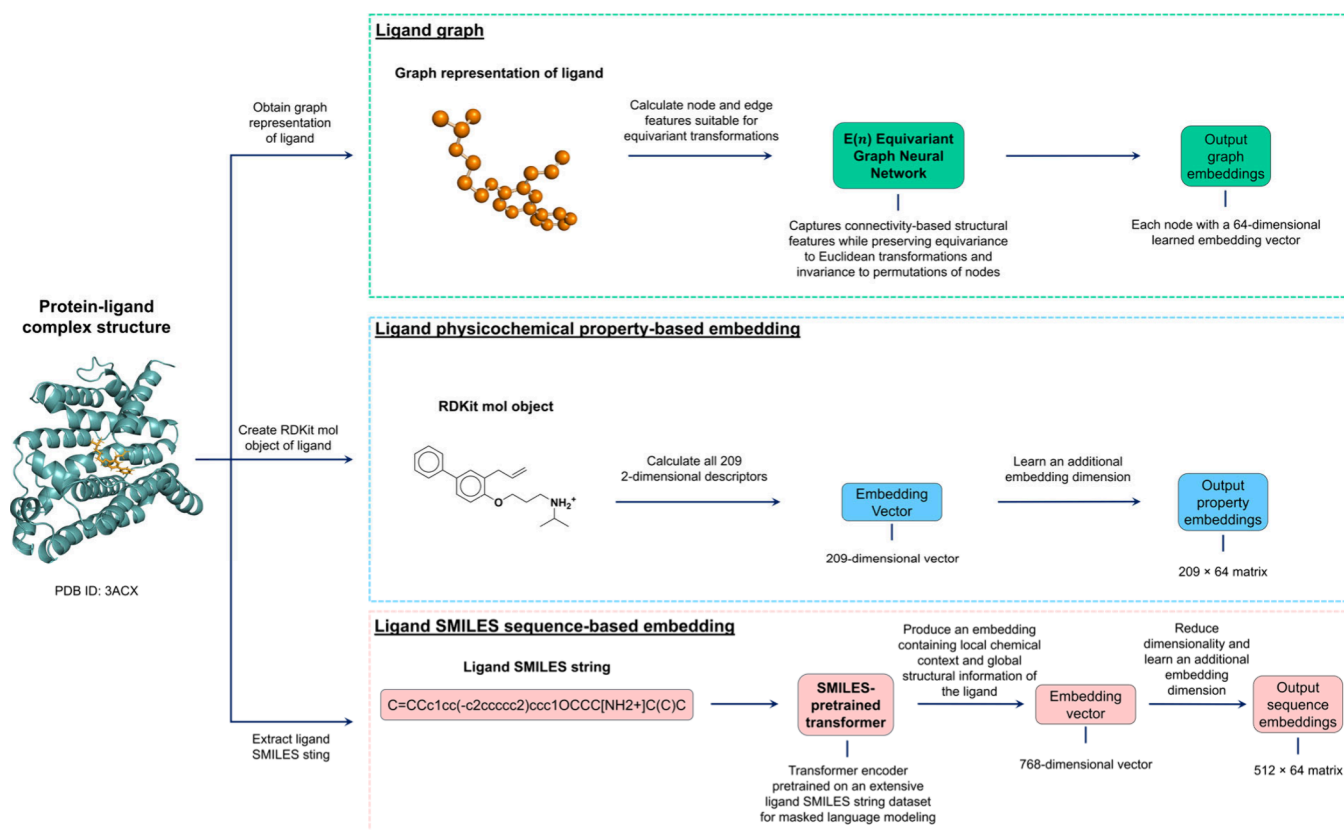 Ligand graph
Graph representation of ligand
Obtain graph
representation
of ligand
Calculate node and edge
features suitable for
equivariant transformations
E(n) Equivariant
Graph Neural
Network
Output
graph
embeddings
Captures connectivity-based structural
features while preserving equivariance
to Euclidean transformations and
invariance to permutations of nodes
Each node with a 64-dimensional
learned embedding vector
Protein-ligand
complex structure
PDB ID: 3ACX
Ligand physicochemical property-based embedding
RDKit mol object
Create RDKit mol
object of ligand
O
NH2+
Calculate all 209
2-dimensional descriptors
Embedding
Vector
209-dimensional vector
Learn an additional
embedding dimension
Output
property
embeddings
209 × 64 matrix
Ligand SMILES sequence-based embedding
Ligand SMILES string
Extract ligand
SMILES sting
C=CCc1cc(-c2ccccc2)ccc1OCCC[NH2+]C(C)C
SMILES-
pretrained
transformer
Transformer encoder
pretrained on an extensive
ligand SMILES string dataset
for masked language modeling
Produce an embedding
containing local chemical
context and global
structural information of
the ligand
Embedding
vector
768-dimensional vector
Reduce
dimensionality and
learn an additional
embedding
dimension
Output
sequence
embeddings
512 × 64 matrix